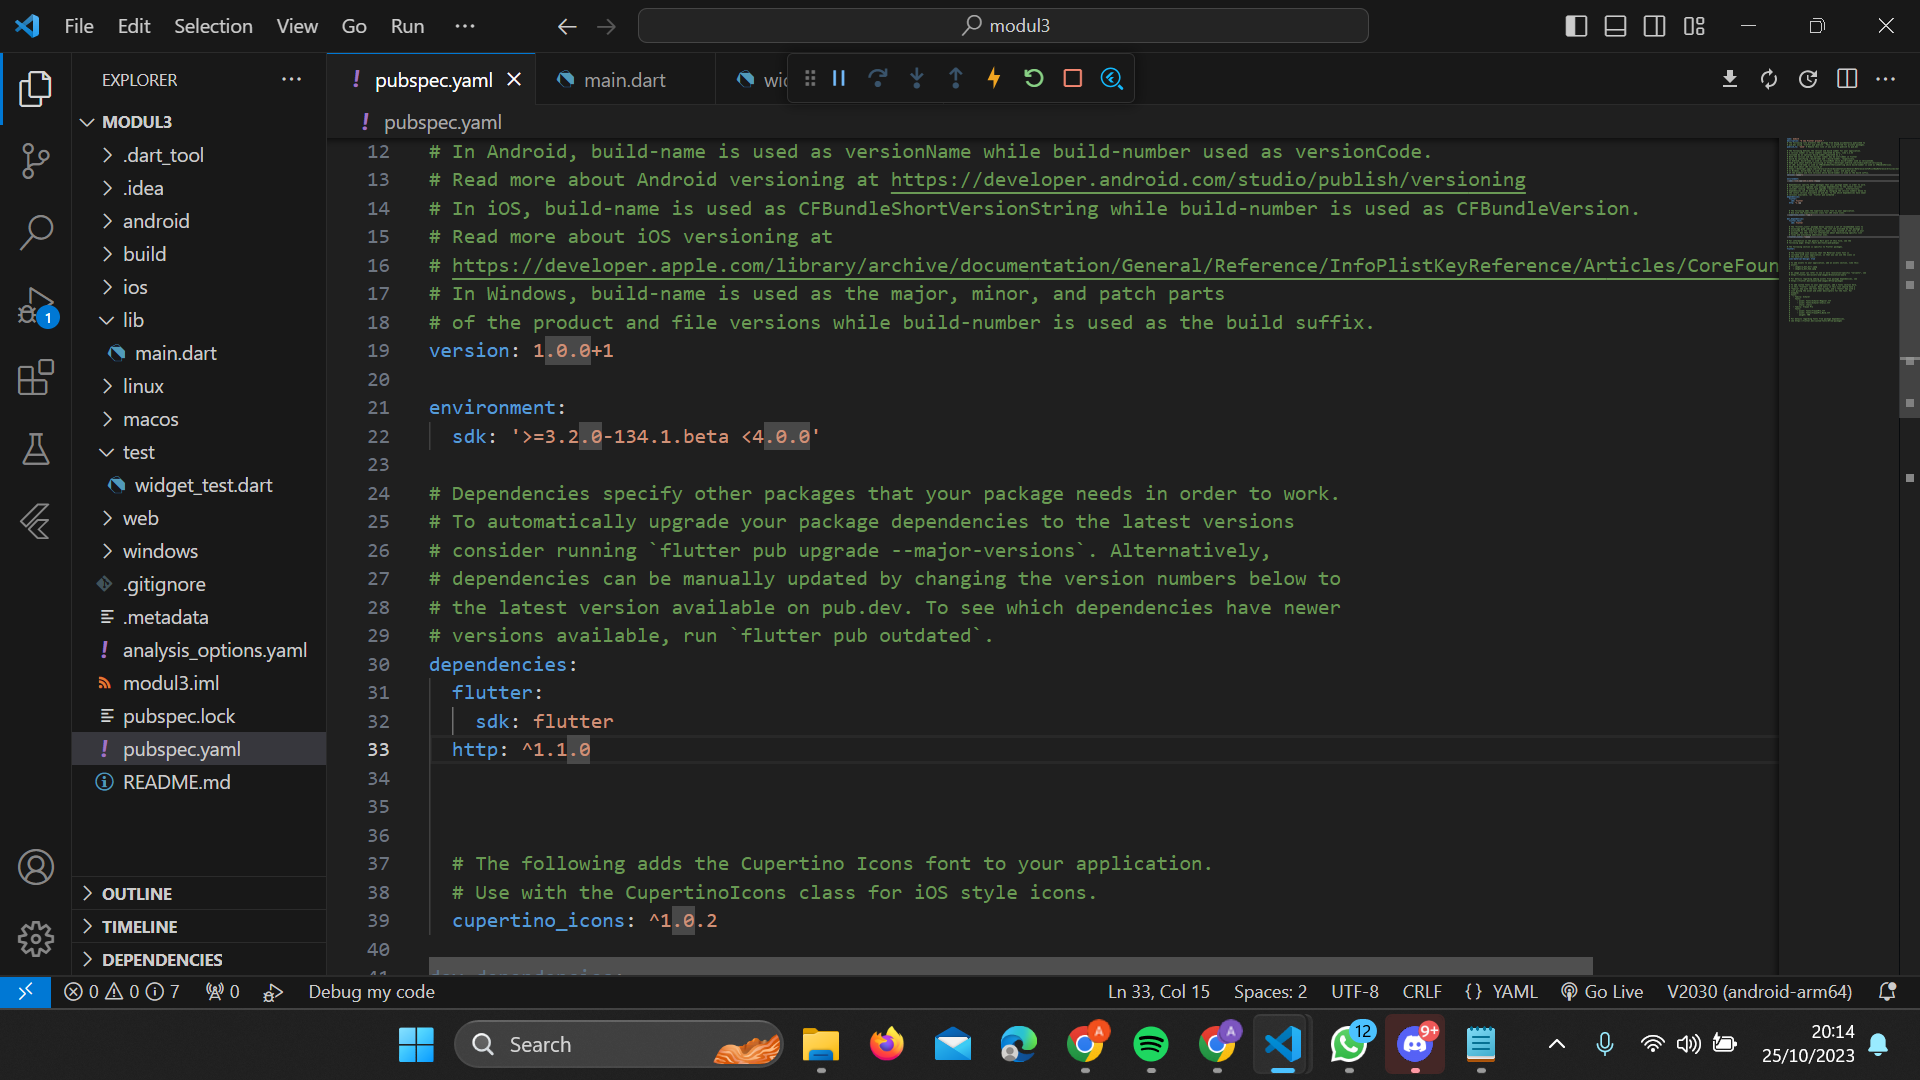 File Edit Selection View Go Run ···
modul3
EXPLORER
MODUL3
.dart_tool
.idea
android
build
ios
lib
main.dart
linux
macos
test
widget_test.dart
web
windows
.gitignore
.metadata
analysis_options.yaml
modul3.iml
pubspec.lock
pubspec.yaml
README.md
OUTLINE
TIMELINE
DEPENDENCIES
1
! pubspec.yaml
main.dart
! pubspec.yaml
12 # In Android, build-name is used as versionName while build-number used as versionCode.
13 # Read more about Android versioning at https://developer.android.com/studio/publish/versioning
14 # In iOS, build-name is used as CFBundleShortVersionString while build-number is used as CFBundleVersion.
15 # Read more about iOS versioning at
16 # https://developer.apple.com/library/archive/documentation/General/Reference/InfoPlistKeyReference/Articles/CoreFoun
17 # In Windows, build-name is used as the major, minor, and patch parts
18 # of the product and file versions while build-number is used as the build suffix.
19 version: 1.0.0+1
20
21 environment:
22 sdk: '>=3.2.0-134.1.beta <4.0.0'
23
24 # Dependencies specify other packages that your package needs in order to work.
25 # To automatically upgrade your package dependencies to the latest versions
26 # consider running `flutter pub upgrade --major-versions`. Alternatively,
27 # dependencies can be manually updated by changing the version numbers below to
28 # the latest version available on pub.dev. To see which dependencies have newer
29 # versions available, run `flutter pub outdated`.
30 dependencies:
31 flutter:
32 sdk: flutter
33 http: ^1.1.0
34
35
36
37 # The following adds the Cupertino Icons font to your application.
38 # Use with the CupertinoIcons class for iOS style icons.
39 cupertino_icons: ^1.0.2
40
0 0 7 0 Debug my code
Ln 33, Col 15 Spaces: 2 UTF-8 CRLF {} YAML Go Live V2030 (android-arm64)
Search
A
A
12
9+
20:14
25/10/2023